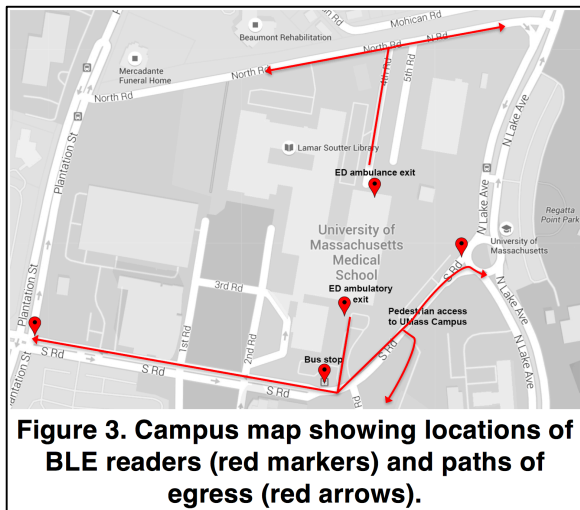 Mohican Rd
Beaumont Rehabilitation
North Rd
N Rd
Mercadante
Funeral Home
North Rd
North Rd
4th Rd
5th Rd
N Lake Ave
Plantation St
Lamar Soutter Library
ED ambulance exit
N Lake Ave
Regatta
Point Park
University of
Massachusetts
Medical
School
University of
Massachusetts
S Rd
Plantation St
3rd Rd
ED ambulatory
exit
Pedestrian access
to UMass Campus
N Lake Ave
1st Rd
2nd Rd
S Rd
Bus stop
S Rd
Plantation St
S Rd
Pl
Figure 3. Campus map showing locations of
BLE readers (red markers) and paths of
egress (red arrows).